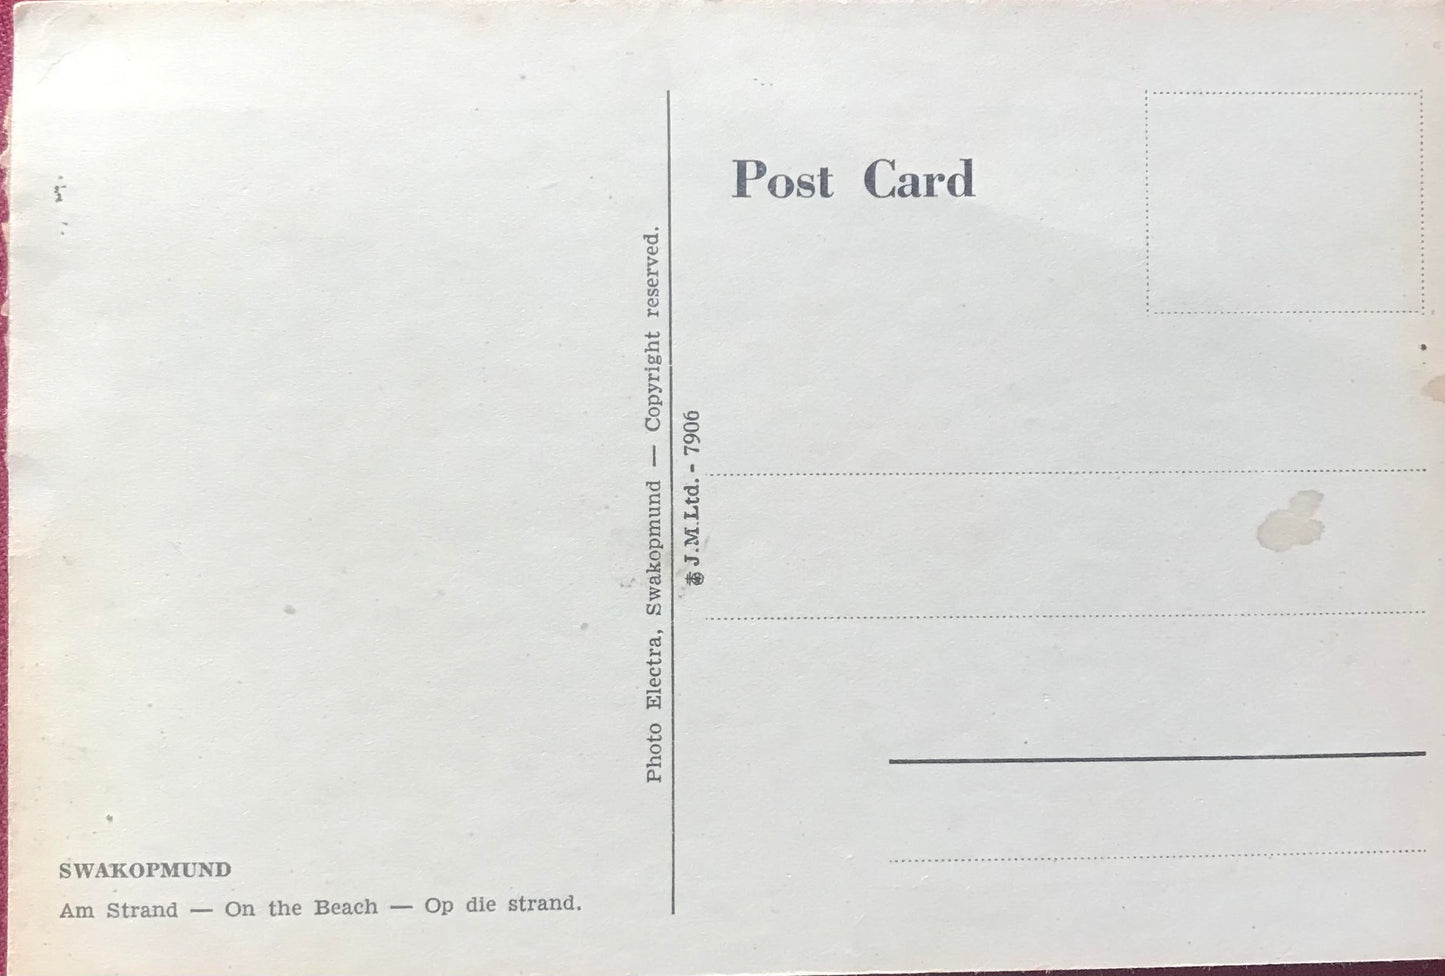 Post Card
Photo Electra, Swakopmund — Copyright reserved.
J.M.Ltd. - 7906
SWAKOPMUND
Am Strand — On the Beach — Op die strand.